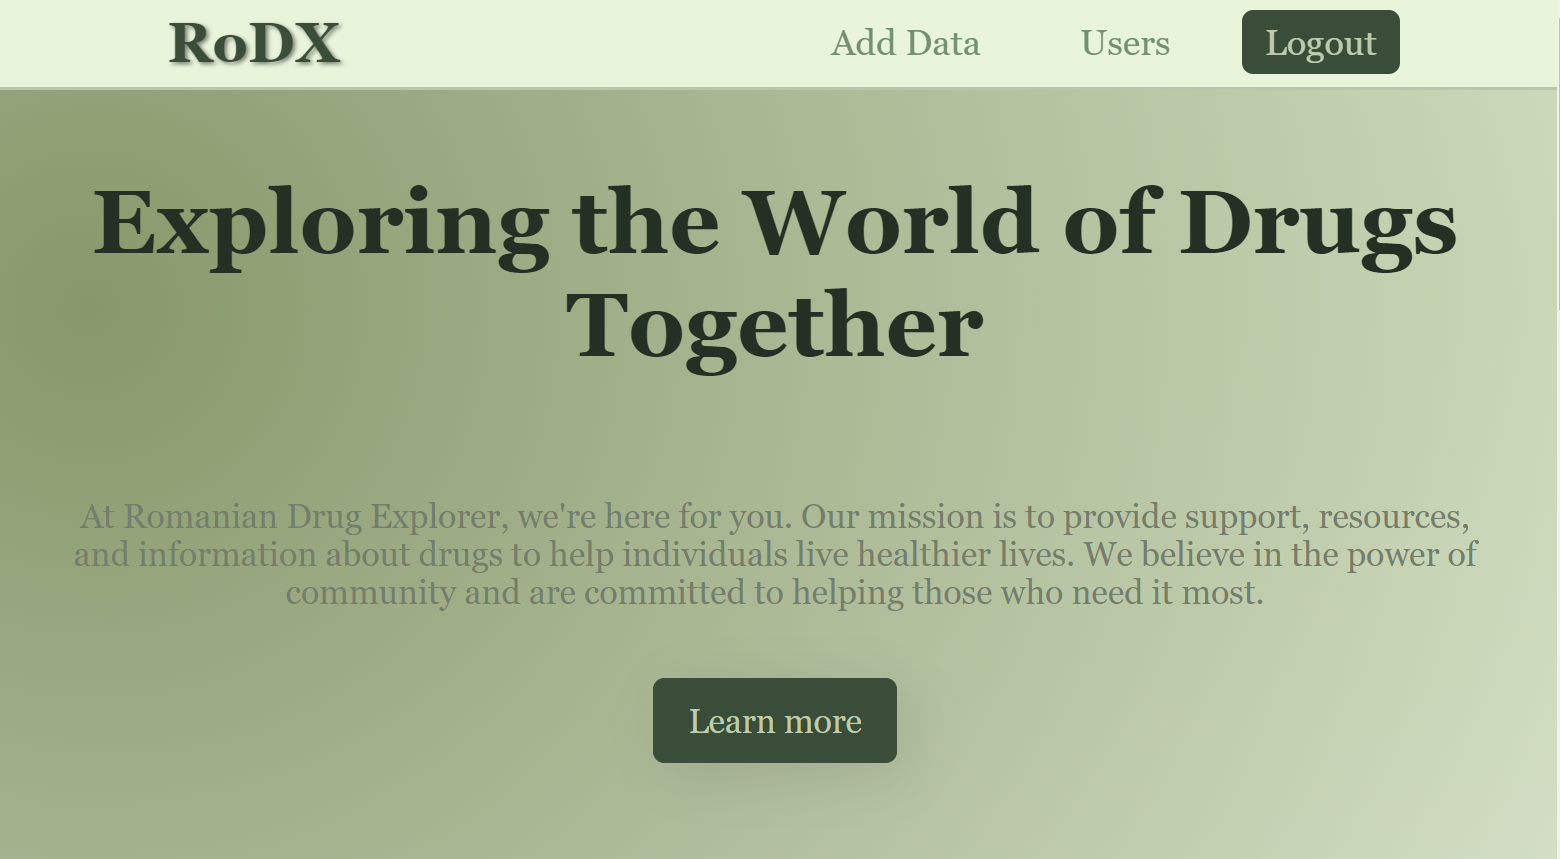 RoDX
Add Data
Users
Logout
Exploring the World of Drugs
Together
At Romanian Drug Explorer, we're here for you. Our mission is to provide support, resources,
and information about drugs to help individuals live healthier lives. We believe in the power of
community and are committed to helping those who need it most.
Learn more